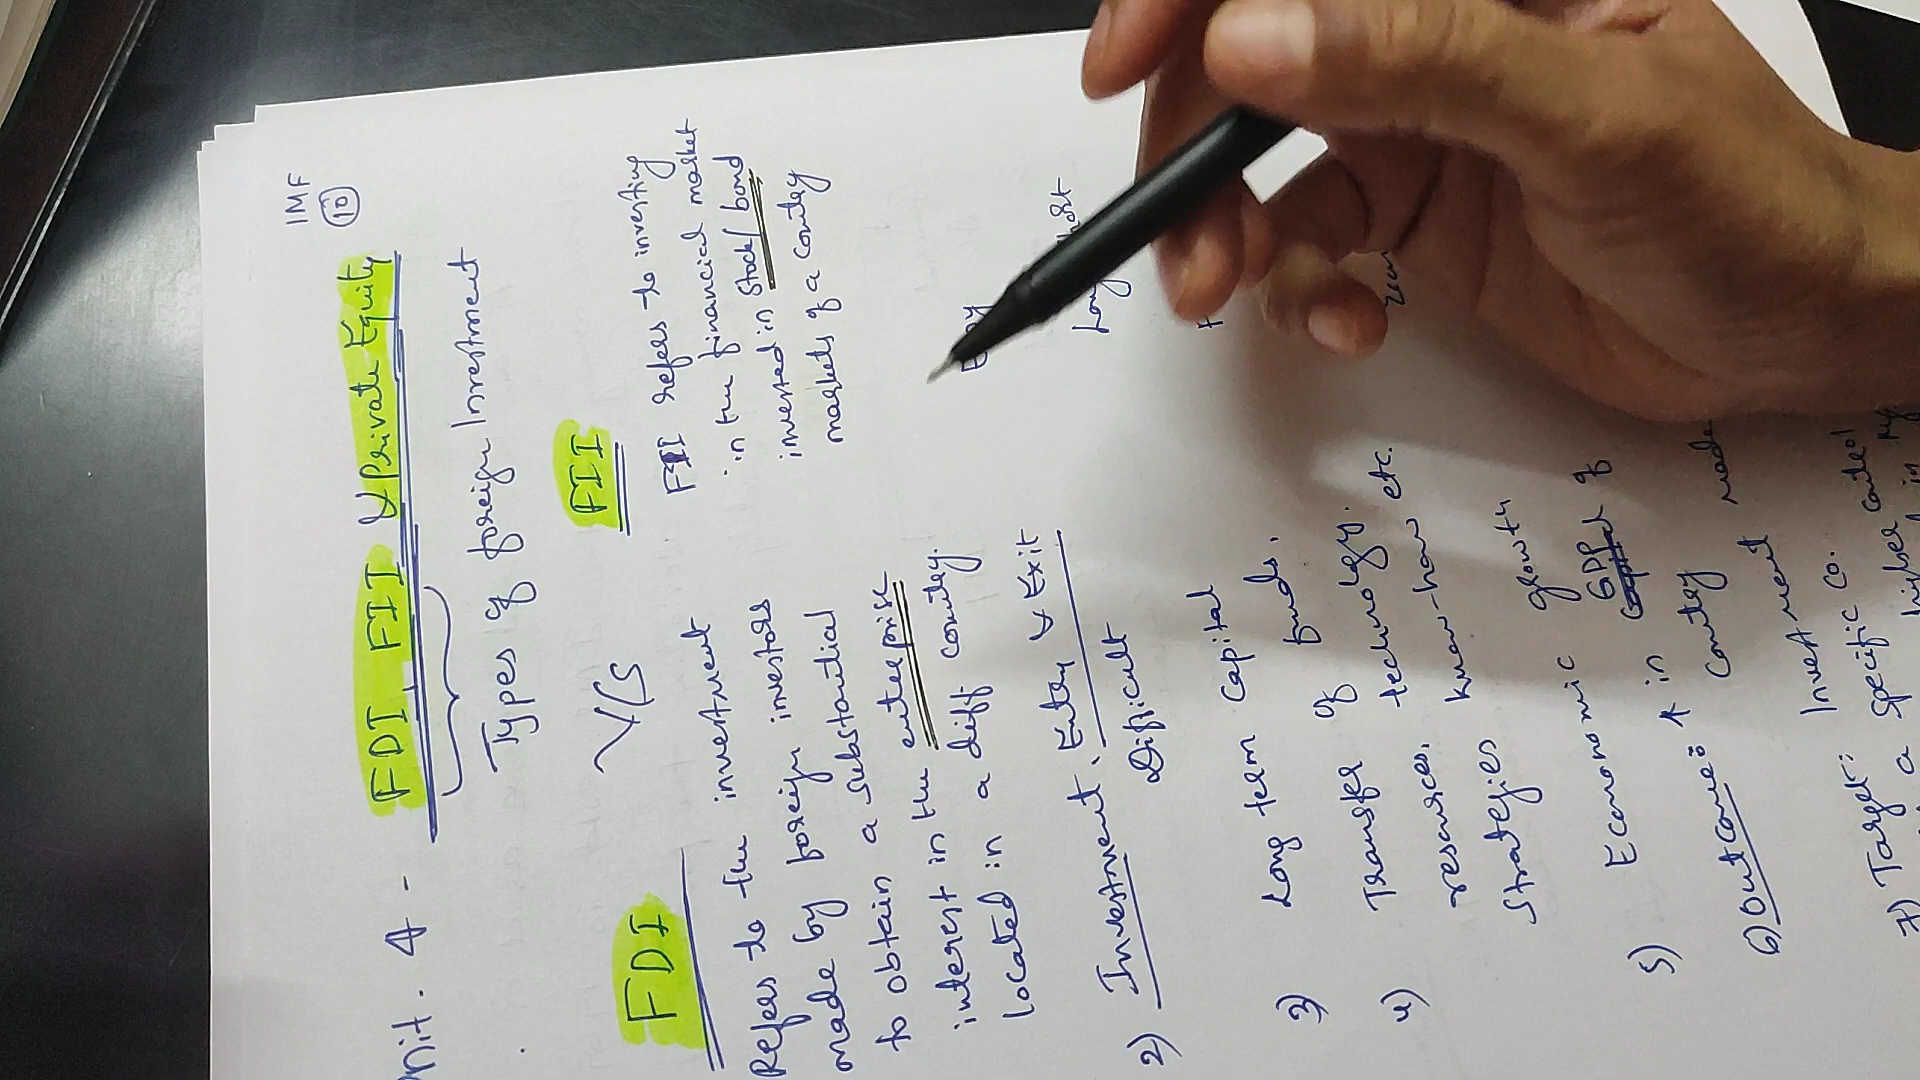 IMF
10
Unit. 4 - FDI, FII & Private Equity
Types of foreign Investment
FDI V/s FII
Refers to the investment
made by foreign investors
to obtain a substantial
interest in the enterprise
located in a diff country.
FII refers to investing
in the financial market
invested in stock/bond
markets of a country
2) Investment. Entry & Exit
Difficult
3) Long term capital
funds.
4) Transfer of technology.
resources, know-how etc.
strategies
5) Economic growth
↑ in GDP of
country
6) Outcome: Investment made
7) Target: specific co.